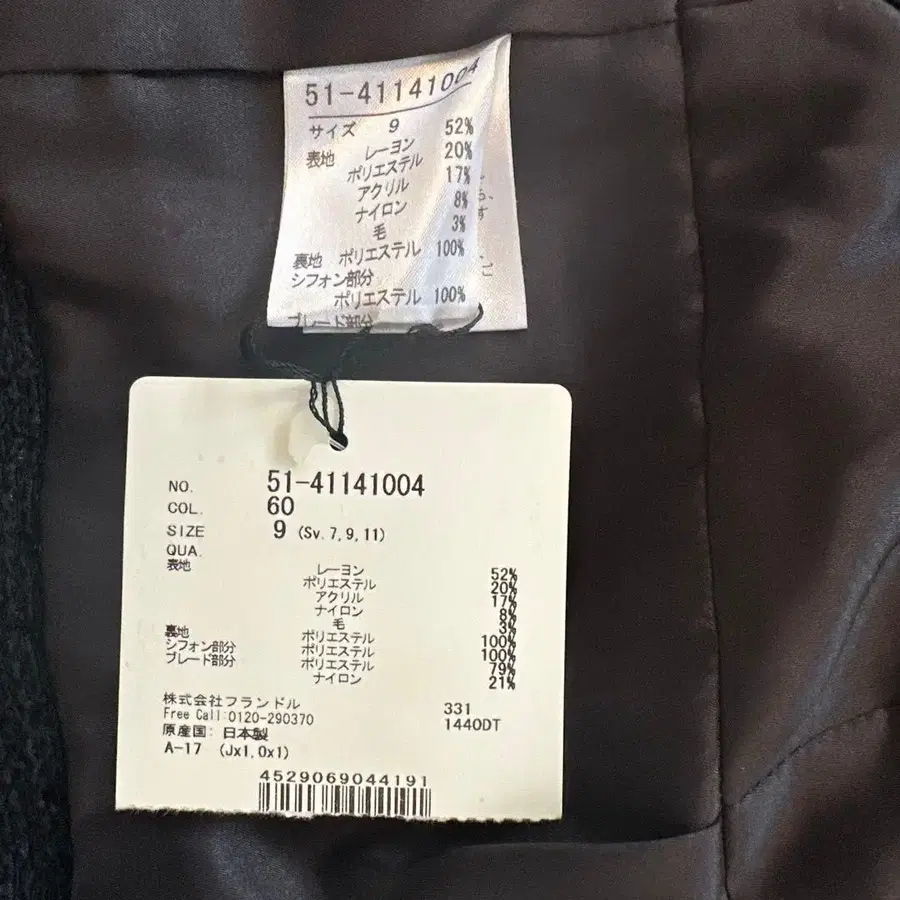 51-41141004
サイズ 9
表地 レーヨン 52%
ポリエステル 20%
アクリル 17%
ナイロン 8%
毛 3%
裏地 ポリエステル 100%
シフォン部分
ポリエステル 100%
ブレード部分
NO. 51-41141004
COL. 60
SIZE 9 (Sv. 7, 9, 11)
QUA.
表地
レーヨン 52%
ポリエステル 20%
アクリル 17%
ナイロン 8%
毛 3%
裏地 ポリエステル 100%
シフォン部分 ポリエステル 100%
ブレード部分 ポリエステル 79%
ナイロン 21%
株式会社フランドル 331
Free Call:0120-290370 1440DT
原産国: 日本製
A-17 (Jx1, 0x1)
4529069044191